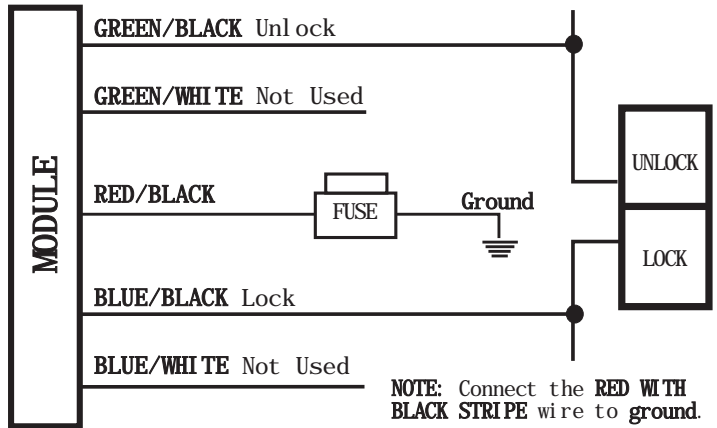 GREEN/BLACK Unlock
GREEN/WHITE Not Used
MODULE
UNLOCK
RED/BLACK
FUSE
Ground
LOCK
BLUE/BLACK Lock
BLUE/WHITE Not Used
NOTE: Connect the RED WITH
BLACK STRIPE wire to ground.